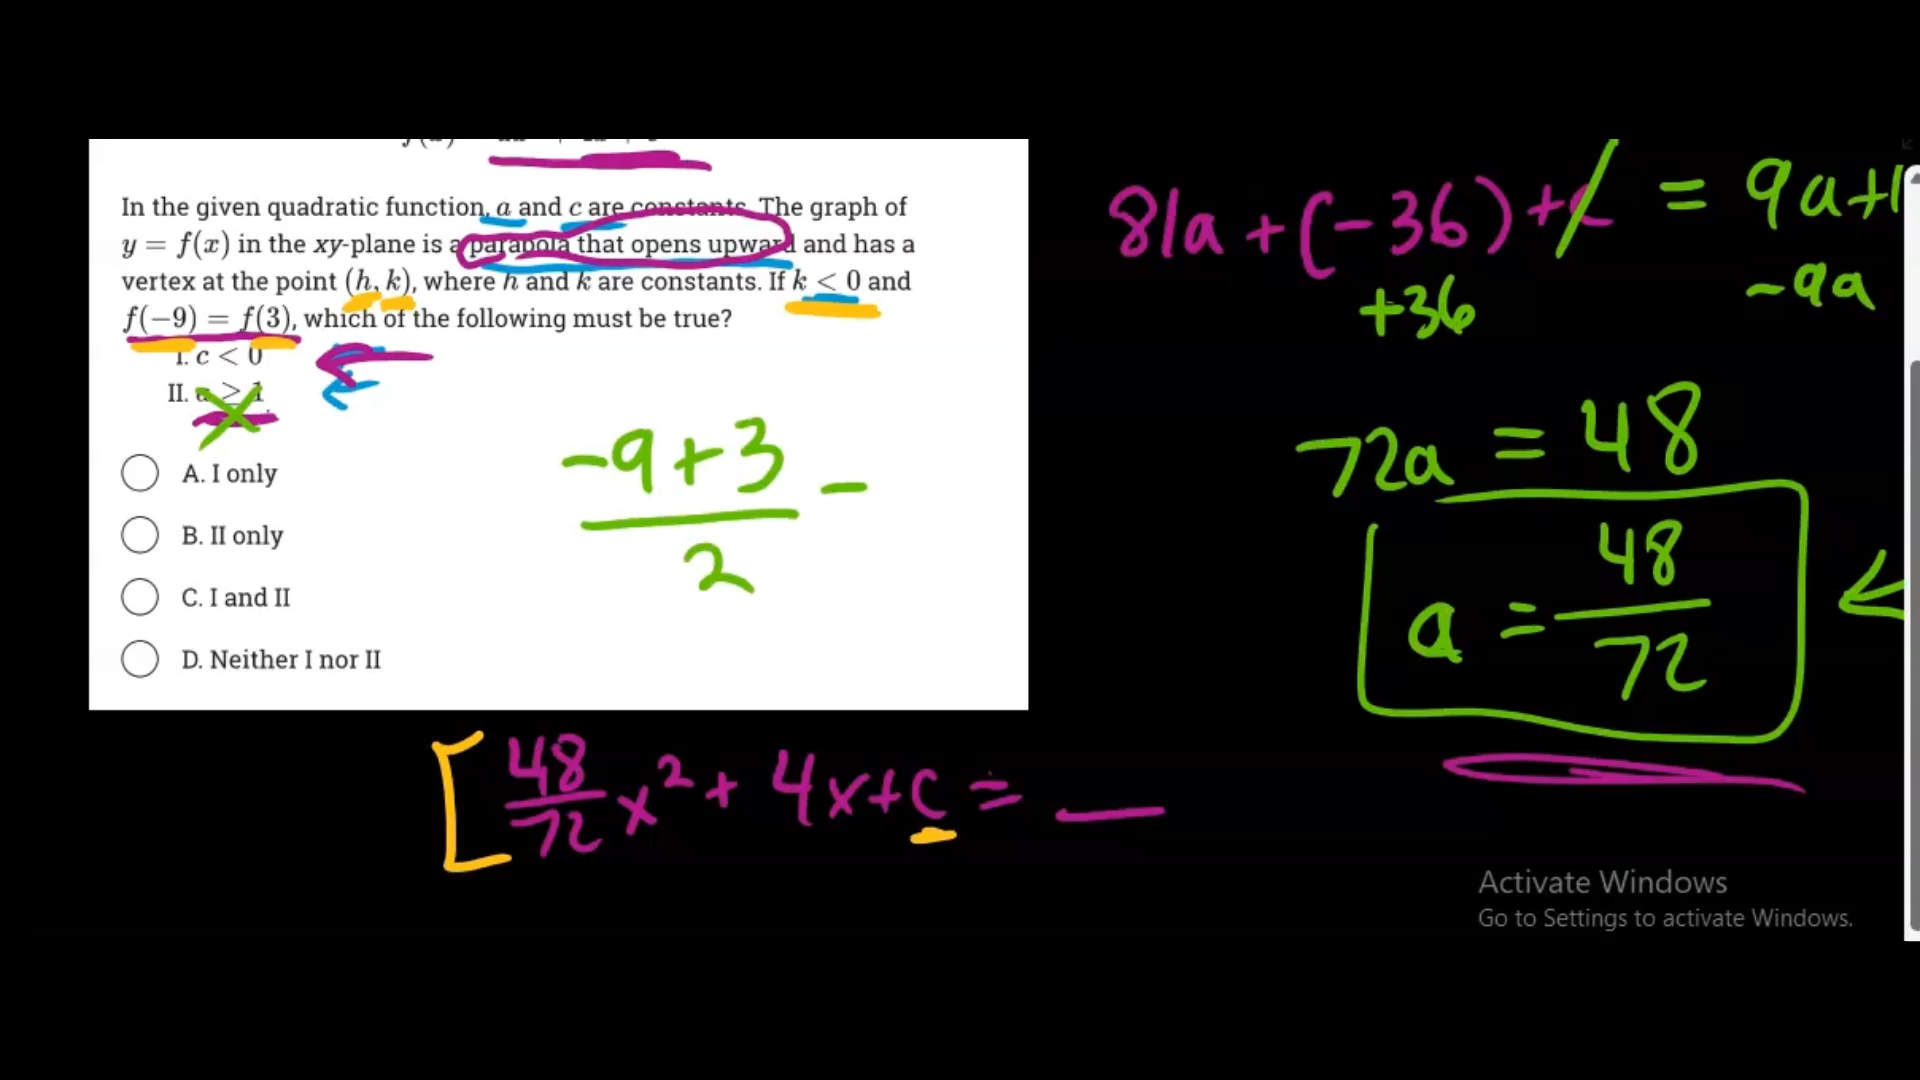 In the given quadratic function, a and c are constants. The graph of
y = f(x) in the xy-plane is a parabola that opens upward and has a
vertex at the point (h, k), where h and k are constants. If k < 0 and
f(−9) = f(3), which of the following must be true?
I. c < 0
II. a ≥ 1
A. I only
B. II only
C. I and II
D. Neither I nor II
-9+3
2
48/72 x² + 4x+c =
81a + (-36) + c = 9a+1
+36 -9a
72a = 48
a = 48/72
Activate Windows
Go to Settings to activate Windows.